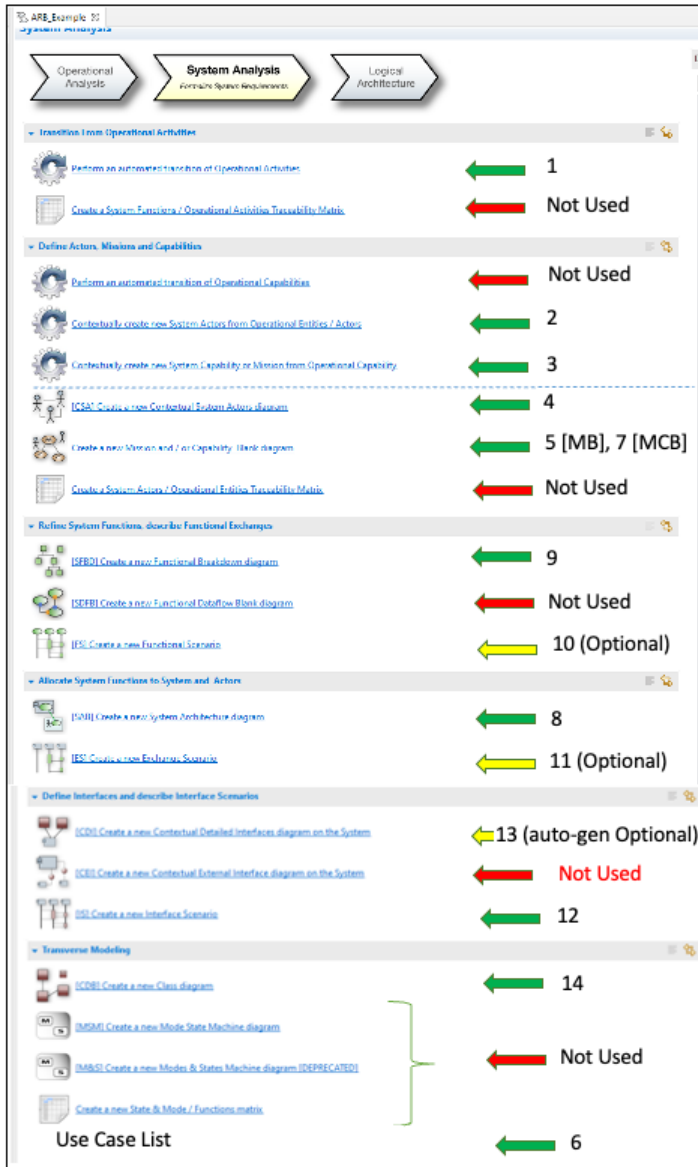 ARB_Example
System Analysis
Operational Analysis
System Analysis
Formalize System Requirements
Logical Architecture
Transition From Operational Activities
Perform an automated transition of Operational Activities
1
Create a System Functions / Operational Activities Traceability Matrix
Not Used
Define Actors, Missions and Capabilities
Perform an automated transition of Operational Capabilities
Not Used
Contextually create new System Actors from Operational Entities / Actors
2
Contextually create new System Capability or Mission from Operational Capability
3
[CSA] Create a new Contextual System Actors diagram
4
Create a new Mission and / or Capability Blank diagram
5 [MB], 7 [MCB]
Create a System Actors / Operational Entities Traceability Matrix
Not Used
Refine System Functions, describe Functional Exchanges
[SFBD] Create a new Functional Breakdown diagram
9
[SDFB] Create a new Functional Dataflow Blank diagram
Not Used
[FS] Create a new Functional Scenario
10 (Optional)
Allocate System Functions to System and Actors
[SAB] Create a new System Architecture diagram
8
[ES] Create a new Exchange Scenario
11 (Optional)
Define Interfaces and describe Interface Scenarios
[CDI] Create a new Contextual Detailed Interfaces diagram on the System
13 (auto-gen Optional)
[CEI] Create a new Contextual External Interface diagram on the System
Not Used
[IS] Create a new Interface Scenario
12
Transverse Modeling
[CDB] Create a new Class diagram
14
M S
[MSM] Create a new Mode State Machine diagram
M S
[M&S] Create a new Modes & States Machine diagram [DEPRECATED]
Not Used
Create a new State & Mode / Functions matrix
Use Case List
6